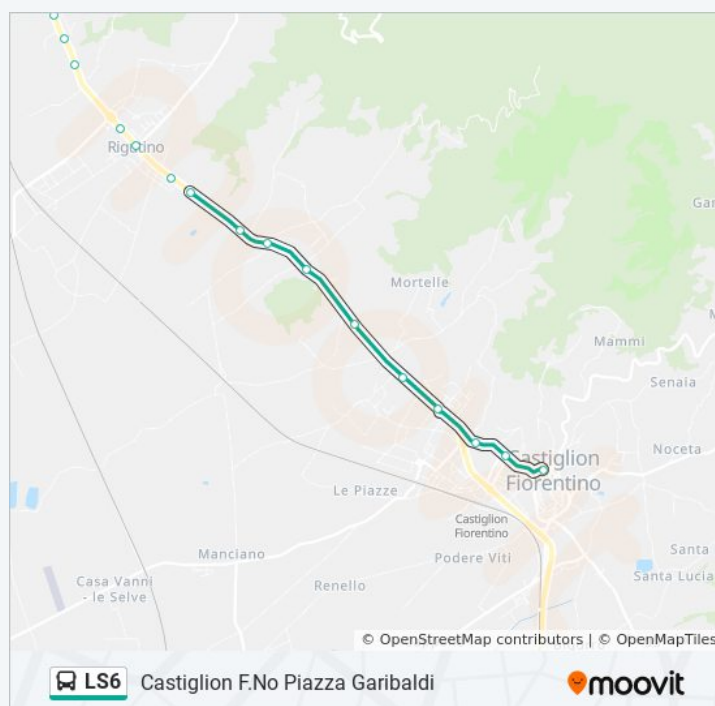 Rigutino
Mortelle
Mammi
Senaia
Castiglion
Fiorentino
Noceta
Le Piazze
Castiglion
Fiorentino
Manciano
Podere Viti
Santa
Casa Vanni
- le Selve
Renello
Santa Lucia
© OpenStreetMap contributors | © OpenMapTiles
LS6
Castiglion F.No Piazza Garibaldi
moovit